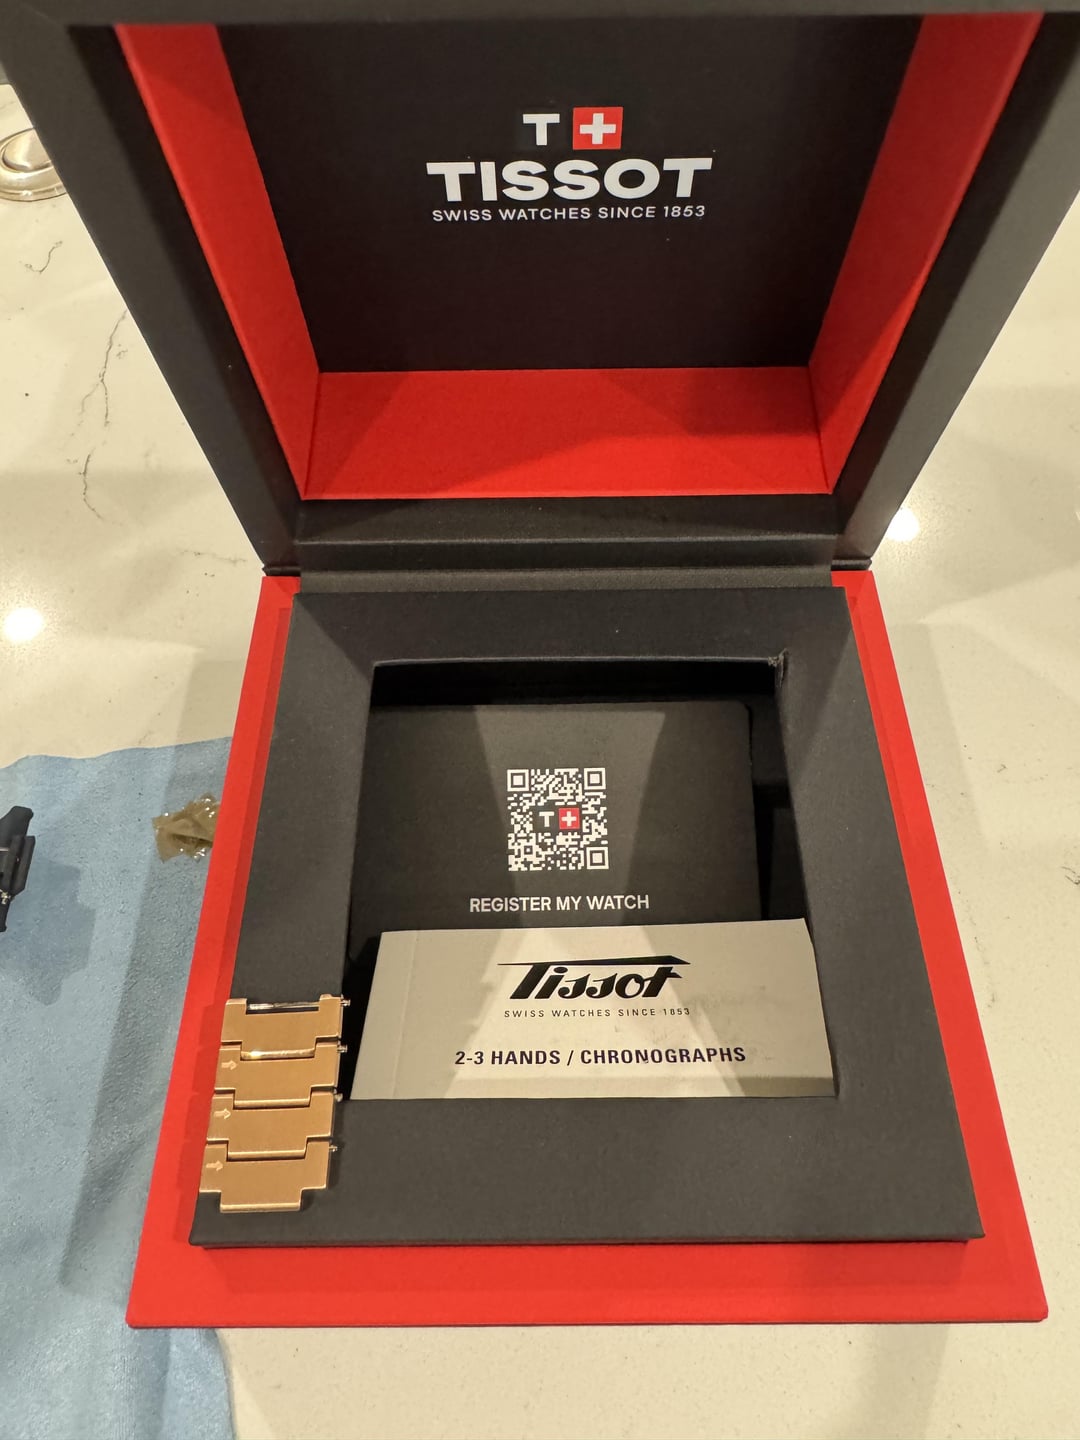 T
TISSOT
SWISS WATCHES SINCE 1853
T
REGISTER MY WATCH
Tissot
SWISS WATCHES SINCE 1853
2-3 HANDS / CHRONOGRAPHS